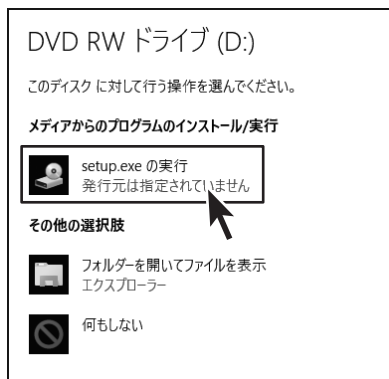 DVD RW ドライブ (D:)
このディスク に対して行う操作を選んでください。
メディアからのプログラムのインストール/実行
setup.exe の実行
発行元は指定されていません
その他の選択肢
フォルダーを開いてファイルを表示
エクスプローラー
何もしない